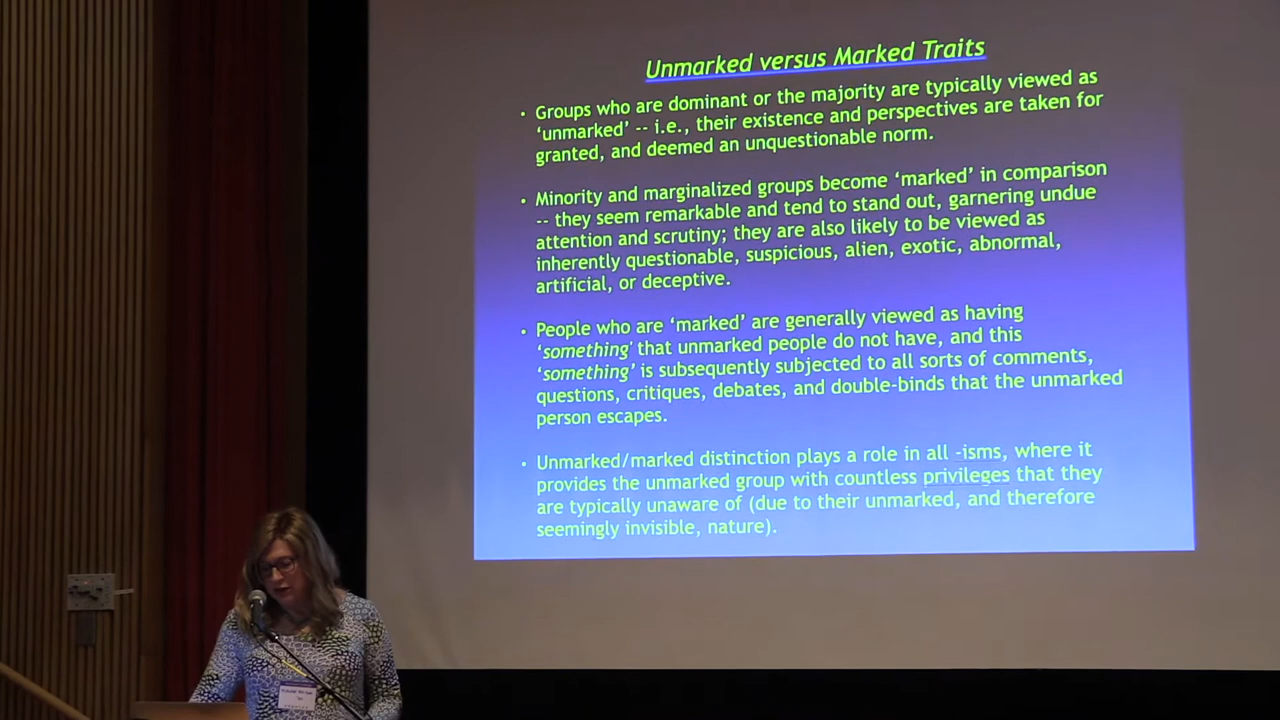 Unmarked versus Marked Traits
• Groups who are dominant or the majority are typically viewed as
‘unmarked’ -- i.e., their existence and perspectives are taken for
granted, and deemed an unquestionable norm.
• Minority and marginalized groups become ‘marked’ in comparison
-- they seem remarkable and tend to stand out, garnering undue
attention and scrutiny; they are also likely to be viewed as
inherently questionable, suspicious, alien, exotic, abnormal,
artificial, or deceptive.
• People who are ‘marked’ are generally viewed as having
‘something’ that unmarked people do not have, and this
‘something’ is subsequently subjected to all sorts of comments,
questions, critiques, debates, and double-binds that the unmarked
person escapes.
• Unmarked/marked distinction plays a role in all -isms, where it
provides the unmarked group with countless privileges that they
are typically unaware of (due to their unmarked, and therefore
seemingly invisible, nature).